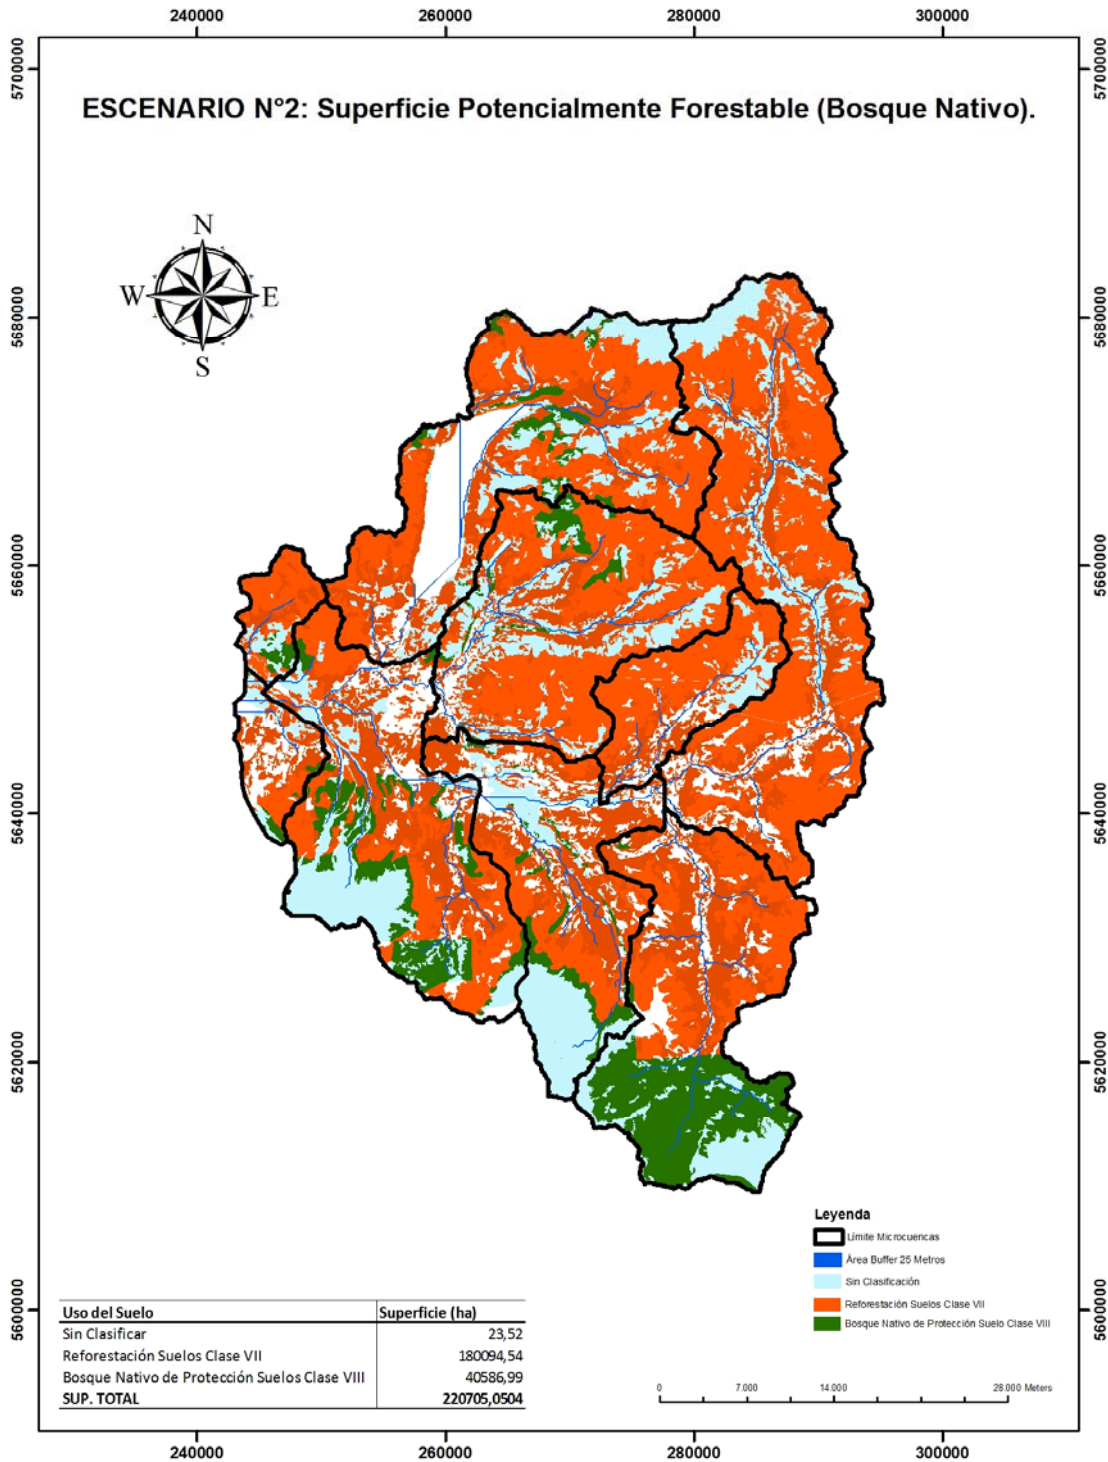 240000 260000 280000 300000
5700000 5700000
ESCENARIO N°2: Superficie Potencialmente Forestable (Bosque Nativo).
N
W E
S
5680000 5680000
8
5660000 5660000
5640000 5640000
5620000 5620000
Leyenda
Límite Microcuencas
Área Buffer 25 Metros
Sin Clasificación
Reforestación Suelos Clase VII
Bosque Nativo de Protección Suelo Clase VIII
5600000 5600000
Uso del Suelo Superficie (ha)
Sin Clasificar 23,52
Reforestación Suelos Clase VII 180094,54
Bosque Nativo de Protección Suelos Clase VIII 40586,99
SUP. TOTAL 220705,0504
0 7.000 14.000 28.000 Meters
240000 260000 280000 300000